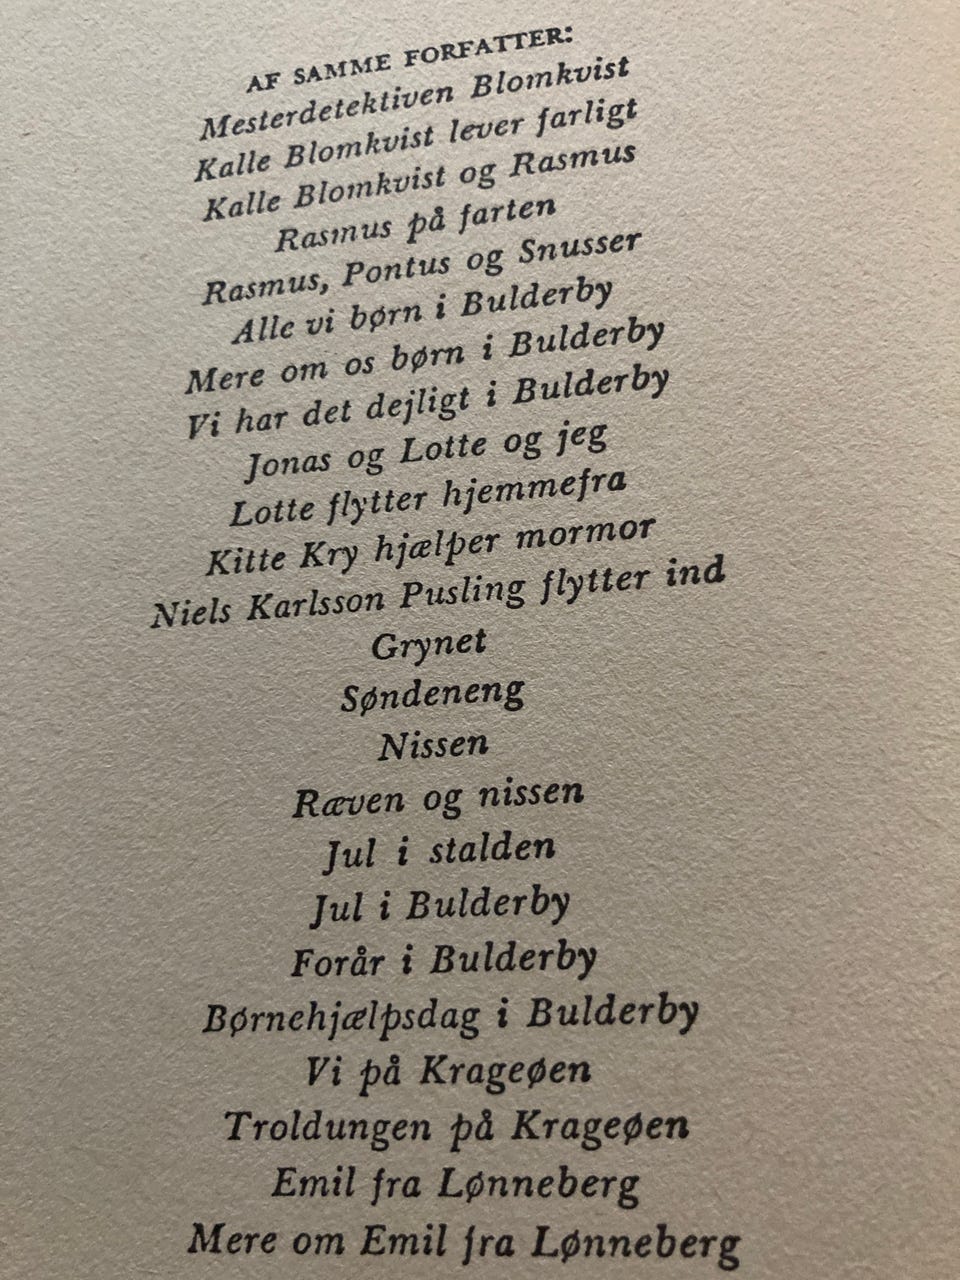 AF SAMME FORFATTER:
Mesterdetektiven Blomkvist
Kalle Blomkvist lever farligt
Kalle Blomkvist og Rasmus
Rasmus på farten
Rasmus, Pontus og Snusser
Alle vi børn i Bulderby
Mere om os børn i Bulderby
Vi har det dejligt i Bulderby
Jonas og Lotte og jeg
Lotte flytter hjemmefra
Kitte Kry hjælper mormor
Niels Karlsson Pusling flytter ind
Grynet
Søndeneng
Nissen
Ræven og nissen
Jul i stalden
Jul i Bulderby
Forår i Bulderby
Børnehjælpsdag i Bulderby
Vi på Krageøen
Troldungen på Krageøen
Emil fra Lønneberg
Mere om Emil fra Lønneberg